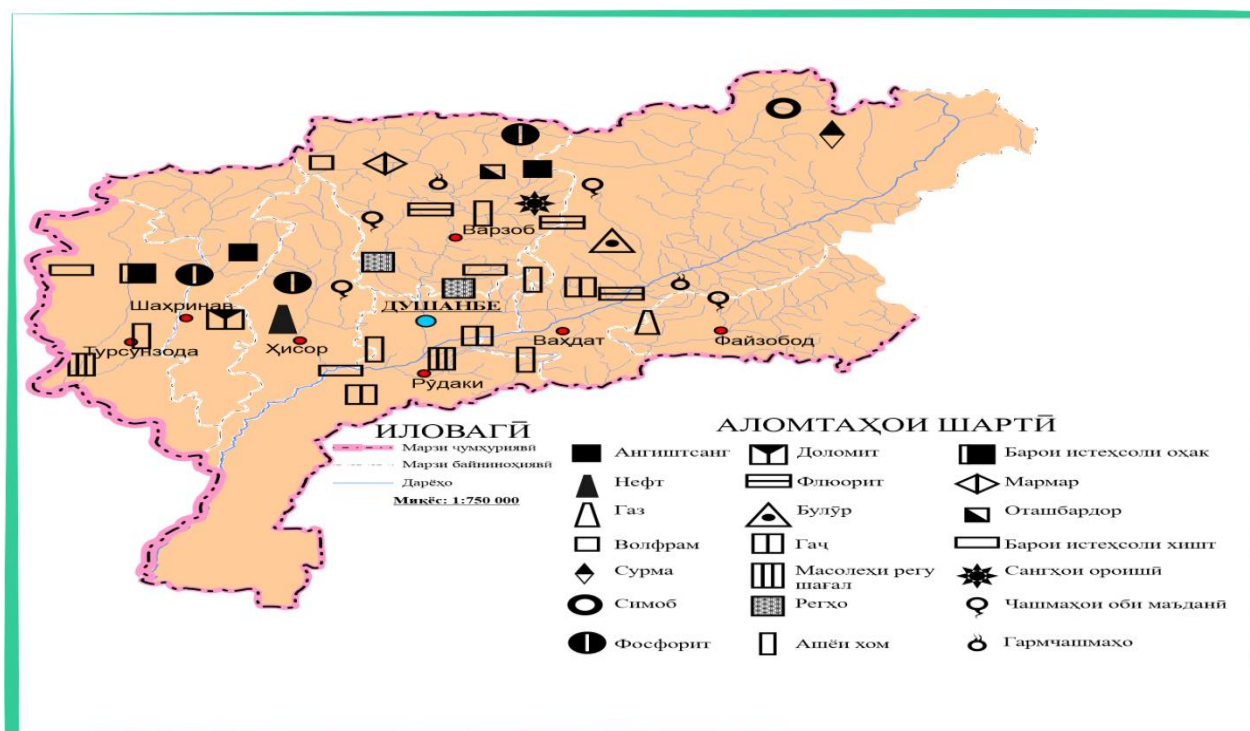 Варзоб
Шаҳринав
ДУШАНБЕ
Турсунзода
Ҳисор
Ваҳдат
Файзобод
Рӯдаки
ИЛОВАГӢ
Марзи ҷумҳуриявӣ
Марзи байниноҳиявӣ
Дарёҳо
Миқёс: 1:750 000
АЛОМТАҲОИ ШАРТӢ
Ангиштсанг
Нефт
Газ
Волфрам
Сурма
Симоб
Фосфорит
Доломит
Флюорит
Булӯр
Гаҷ
Масолеҳи регу
шағал
Регҳо
Ашёи хом
Барои истеҳсоли оҳак
Мармар
Оташбардор
Барои истеҳсоли хишт
Сангҳои ороишӣ
Чашмаҳои оби маъданӣ
Гармчашмаҳо